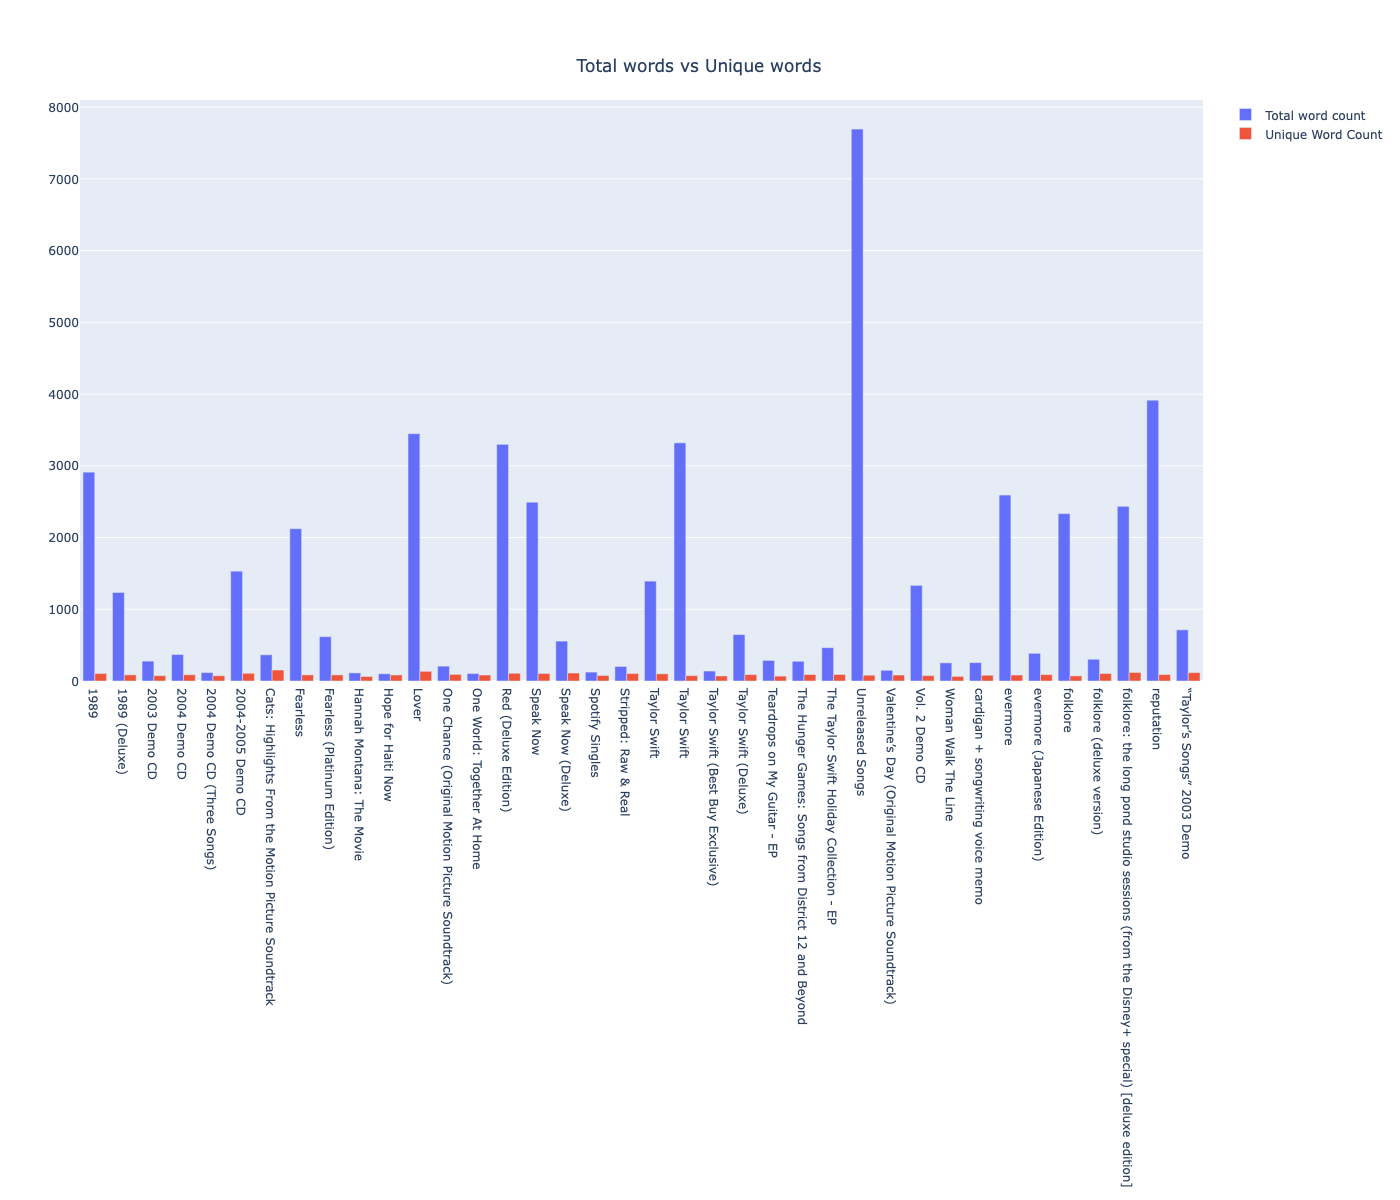 Total words vs Unique words
Total word count
Unique Word Count
8000
7000
6000
5000
4000
3000
2000
1000
0
1989
1989 (Deluxe)
2003 Demo CD
2004 Demo CD
2004 Demo CD (Three Songs)
2004-2005 Demo CD
Cats: Highlights From the Motion Picture Soundtrack
Fearless
Fearless (Platinum Edition)
Hannah Montana: The Movie
Hope for Haiti Now
Lover
One Chance (Original Motion Picture Soundtrack)
One World: Together At Home
Red (Deluxe Edition)
Speak Now
Speak Now (Deluxe)
Spotify Singles
Stripped: Raw & Real
Taylor Swift
Taylor Swift
Taylor Swift (Best Buy Exclusive)
Taylor Swift (Deluxe)
Teardrops on My Guitar - EP
The Hunger Games: Songs from District 12 and Beyond
The Taylor Swift Holiday Collection - EP
Unreleased Songs
Valentine’s Day (Original Motion Picture Soundtrack)
Vol. 2 Demo CD
Woman Walk The Line
cardigan + songwriting voice memo
evermore
evermore (Japanese Edition)
folklore
folklore (deluxe version)
folklore: the long pond studio sessions (from the Disney+ special) [deluxe edition]
reputation
“Taylor’s Songs” 2003 Demo